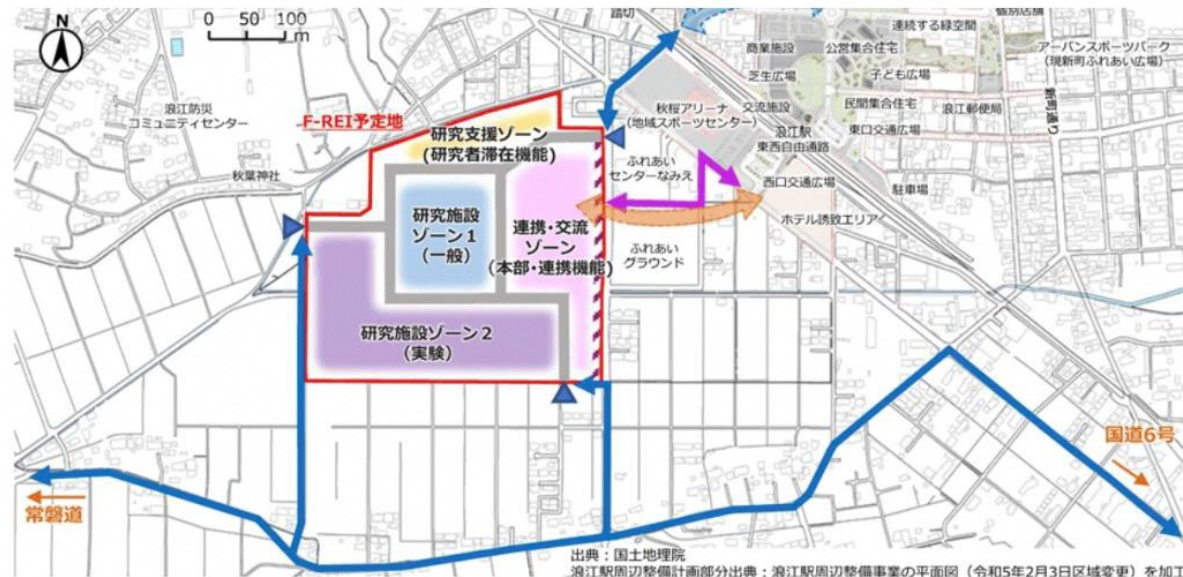 N
0 50 100
m
踏切
個別店舗
連続する緑空間
商業施設
公営集合住宅
アーバンスポーツパーク
(現新町ふれあい広場)
芝生広場
子ども広場
新町通り
浪江防災
コミュニティセンター
F-REI予定地
秋桜アリーナ
(地域スポーツセンター)
交流施設
民間集合住宅
浪江郵便局
浪江駅
東西自由通路
東口交通広場
研究支援ゾーン
(研究者滞在機能)
ふれあい
センターなみえ
秋葉神社
西口交通広場
駐車場
研究施設
ゾーン1
(一般)
連携・交流
ゾーン
(本部・連携機能)
ホテル誘致エリア
ふれあい
グラウンド
研究施設ゾーン2
(実験)
国道6号
常磐道
出典：国土地理院
浪江駅周辺整備計画部分出典：浪江駅周辺整備事業の平面図（令和5年2月3日区域変更）を加工